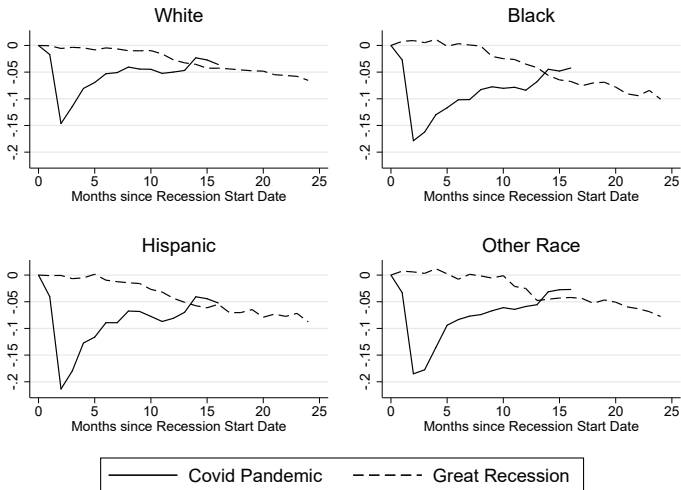 White
0
-.05
-.1
-.15
-.2
0 5 10 15 20 25
Months since Recession Start Date
Black
0
-.05
-.1
-.15
-.2
0 5 10 15 20 25
Months since Recession Start Date
Hispanic
0
-.05
-.1
-.15
-.2
0 5 10 15 20 25
Months since Recession Start Date
Other Race
0
-.05
-.1
-.15
-.2
0 5 10 15 20 25
Months since Recession Start Date
Covid Pandemic Great Recession